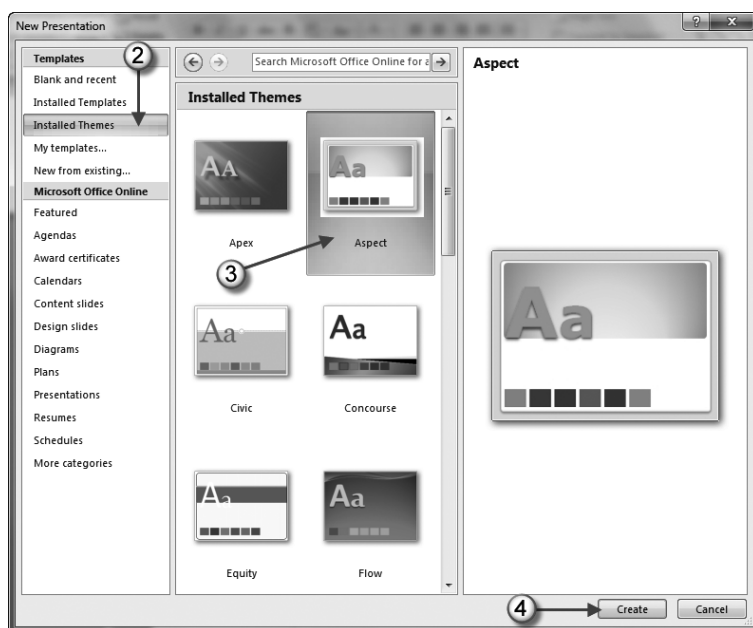 New Presentation
?
X
Templates
2
Blank and recent
Installed Templates
Installed Themes
My templates...
New from existing...
Microsoft Office Online
Featured
Agendas
Award certificates
Calendars
Content slides
Design slides
Diagrams
Plans
Presentations
Resumes
Schedules
More categories
Search Microsoft Office Online for a
Installed Themes
AA
Apex
Aa
Aspect
3
Aa
Civic
Aa
Concourse
Aa
Equity
Aa
Flow
Aspect
Aa
4
Create
Cancel